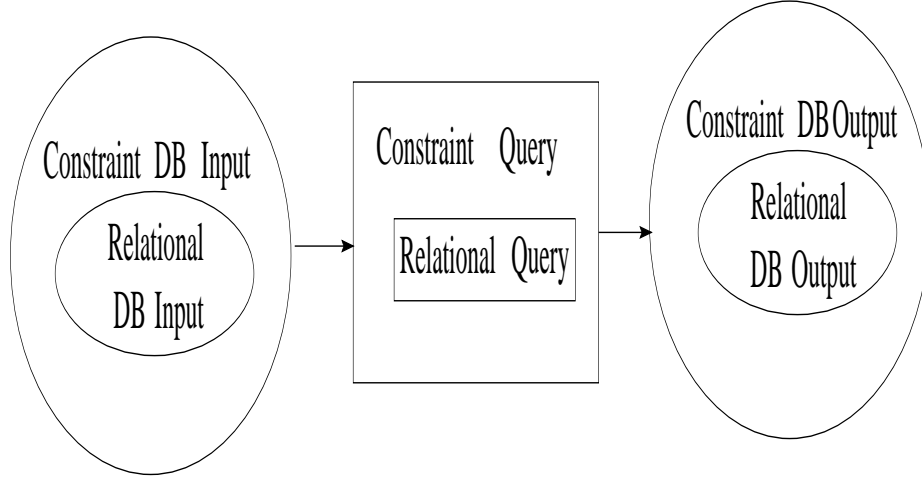 Constraint DB Input
Relational
DB Input
Constraint Query
Relational Query
Constraint DB Output
Relational
DB Output